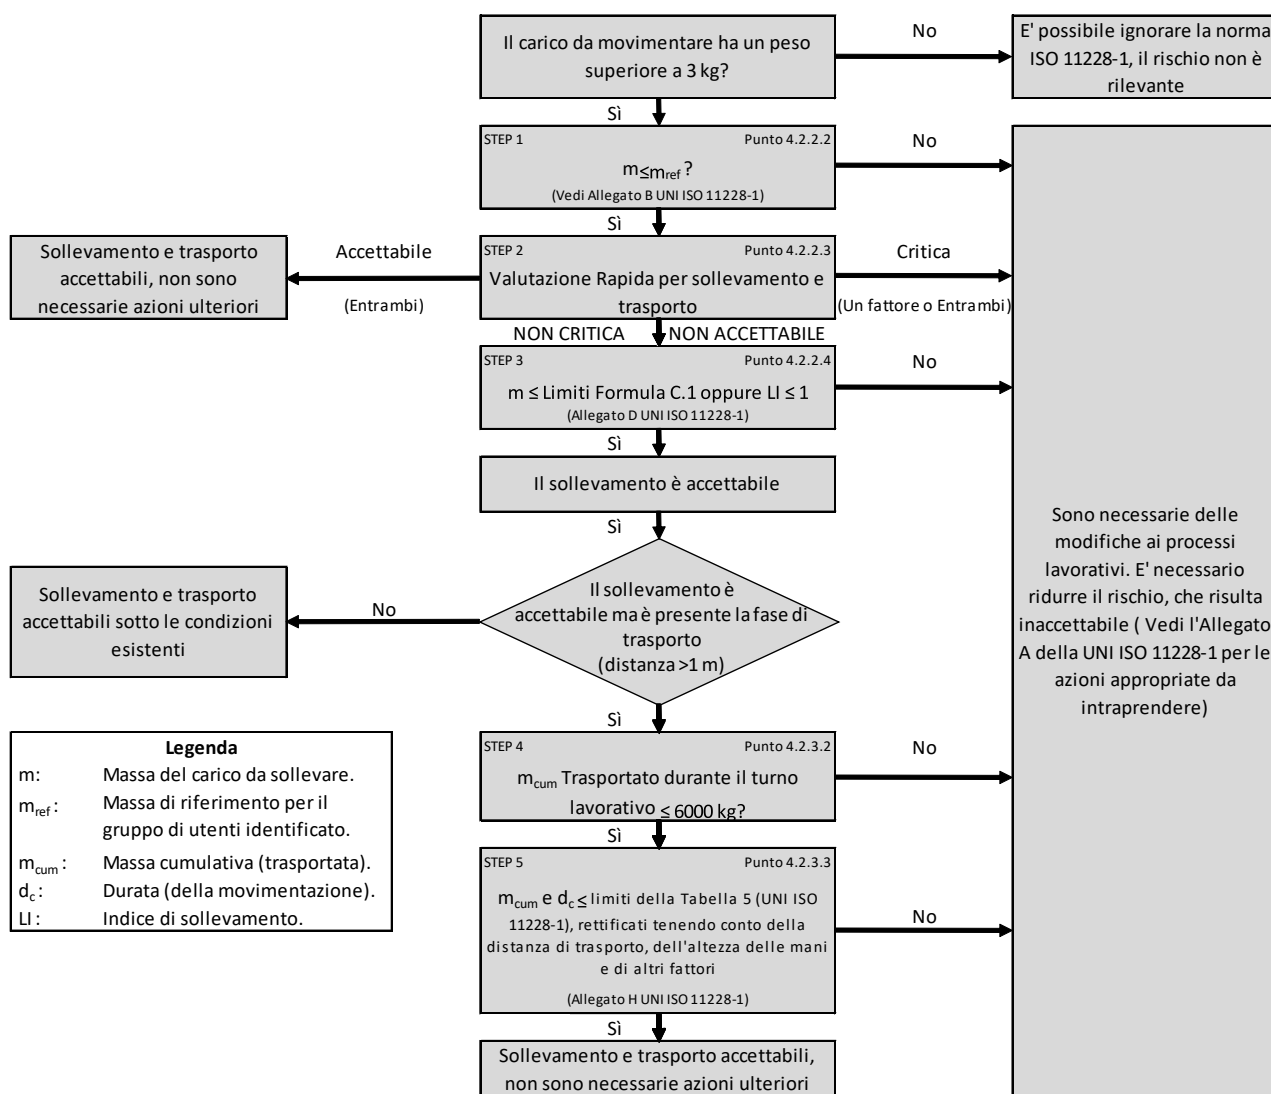 Il carico da movimentare ha un peso
superiore a 3 kg?
No
E' possibile ignorare la norma
ISO 11228-1, il rischio non è
rilevante
Sì
STEP 1 Punto 4.2.2.2
m≤mref ?
(Vedi Allegato B UNI ISO 11228-1)
No
Sì
Sollevamento e trasporto
accettabili, non sono
necessarie azioni ulteriori
Accettabile
(Entrambi)
STEP 2 Punto 4.2.2.3
Valutazione Rapida per sollevamento e
trasporto
Critica
(Un fattore o Entrambi)
NON CRITICA NON ACCETTABILE
STEP 3 Punto 4.2.2.4
m ≤ Limiti Formula C.1 oppure LI ≤ 1
(Allegato D UNI ISO 11228-1)
No
Sì
Il sollevamento è accettabile
Sì
Il sollevamento è
accettabile ma è presente la fase di
trasporto
(distanza >1 m)
No
Sollevamento e trasporto
accettabili sotto le condizioni
esistenti
Sono necessarie delle
modifiche ai processi
lavorativi. E' necessario
ridurre il rischio, che risulta
inaccettabile ( Vedi l'Allegato
A della UNI ISO 11228-1 per le
azioni appropriate da
intraprendere)
Sì
STEP 4 Punto 4.2.3.2
mcum Trasportato durante il turno
lavorativo ≤ 6000 kg?
No
Sì
Legenda
m: Massa del carico da sollevare.
mref : Massa di riferimento per il
gruppo di utenti identificato.
mcum : Massa cumulativa (trasportata).
dc : Durata (della movimentazione).
LI : Indice di sollevamento.
STEP 5 Punto 4.2.3.3
mcum e dc ≤ limiti della Tabella 5 (UNI ISO
11228-1), rettificati tenendo conto della
distanza di trasporto, dell'altezza delle mani
e di altri fattori
(Allegato H UNI ISO 11228-1)
No
Sì
Sollevamento e trasporto accettabili,
non sono necessarie azioni ulteriori